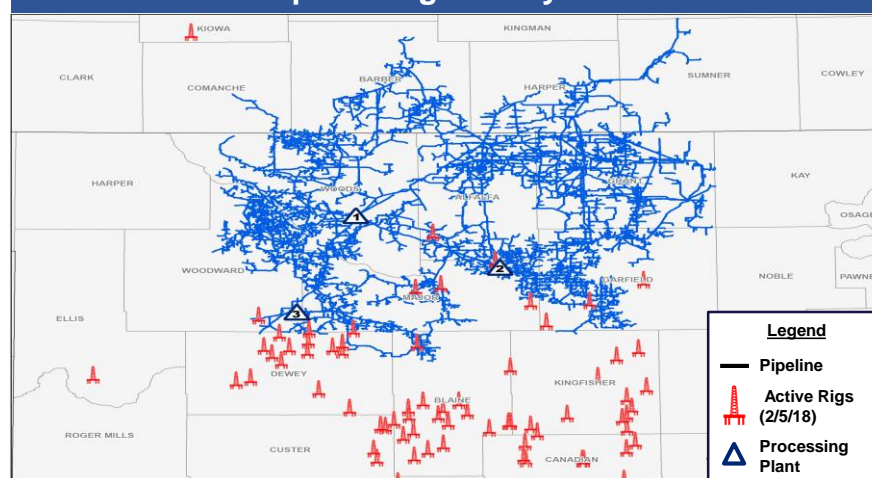 KIOWA
KINGMAN
CLARK
COMANCHE
BARBER
HARPER
SUMNER
COWLEY
HARPER
WOODS
ALFALFA
GRANT
KAY
OSAGE
1
2
3
WOODWARD
MAJOR
GARFIELD
NOBLE
PAWNE
ELLIS
DEWEY
BLAINE
KINGFISHER
ROGER MILLS
CUSTER
CANADIAN
Legend
Pipeline
Active Rigs
(2/5/18)
Processing
Plant